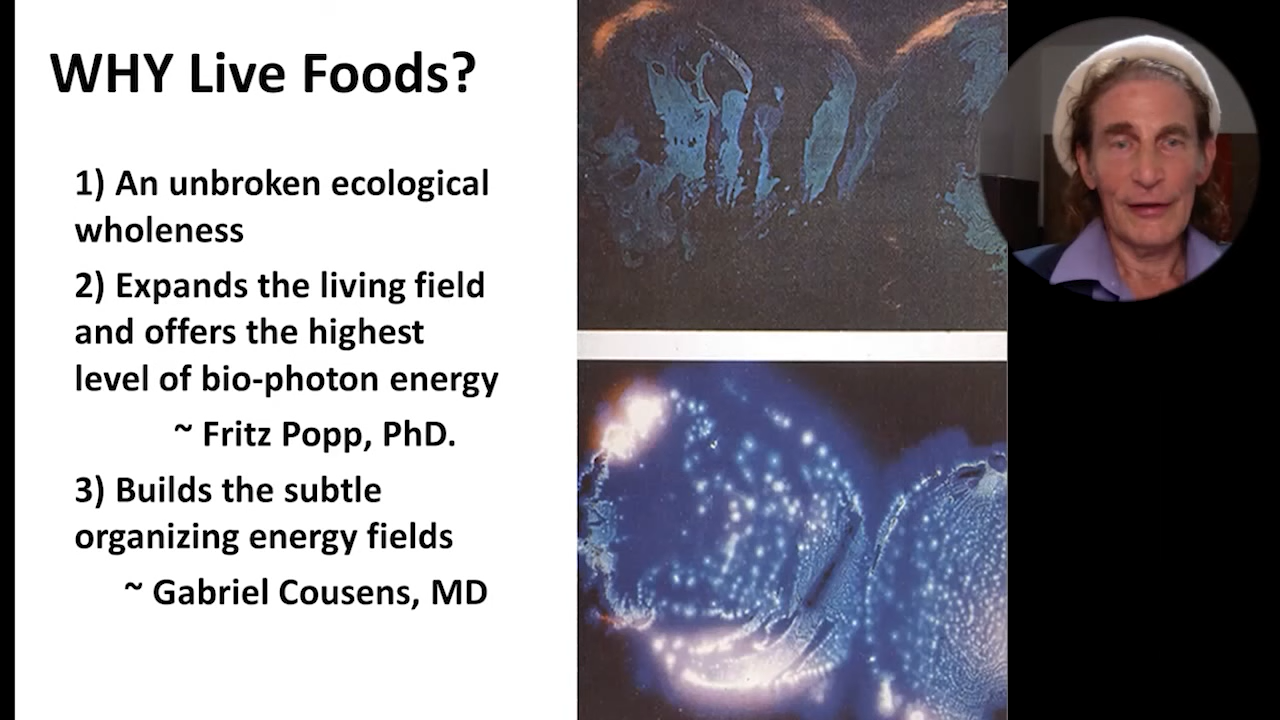 WHY Live Foods?
1) An unbroken ecological
wholeness
2) Expands the living field
and offers the highest
level of bio-photon energy
~ Fritz Popp, PhD.
3) Builds the subtle
organizing energy fields
~ Gabriel Cousens, MD